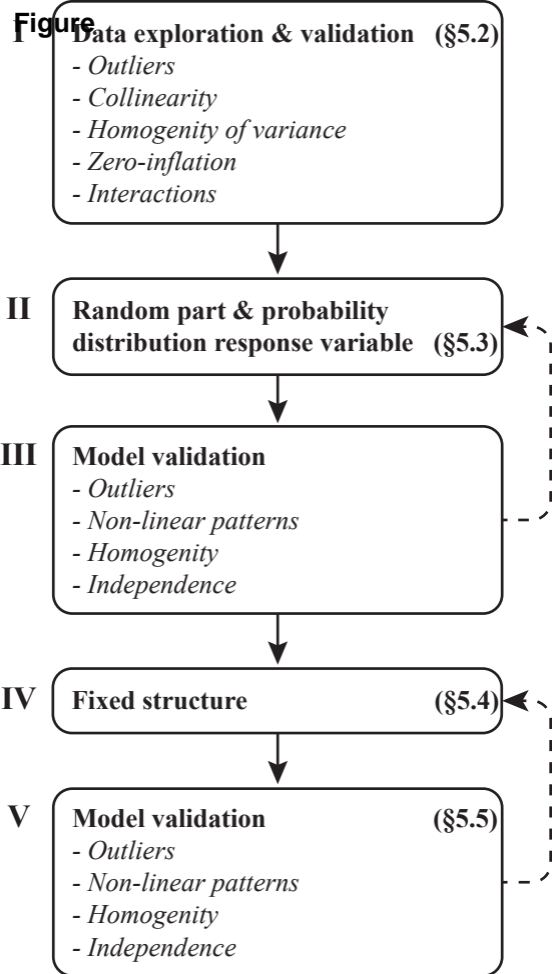 Figure
I Data exploration & validation (§5.2)
- Outliers
- Collinearity
- Homogenity of variance
- Zero-inflation
- Interactions
II Random part & probability
distribution response variable (§5.3)
III Model validation
- Outliers
- Non-linear patterns
- Homogenity
- Independence
IV Fixed structure (§5.4)
V Model validation (§5.5)
- Outliers
- Non-linear patterns
- Homogenity
- Independence